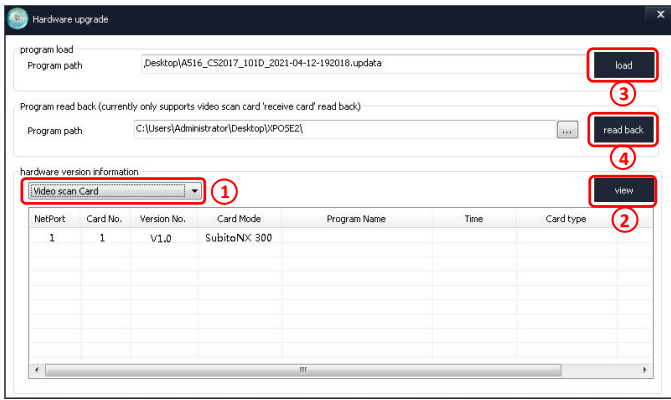 Hardware upgrade
x
program load
Program path
,Desktop\A516_CS2017_101D_2021-04-12-192018.updata
load
③
Program read back (currently only supports video scan card 'receive card' read back)
Program path
C:\Users\Administrator\Desktop\XPOSE2\
...
read back
④
hardware version information
Video scan Card
①
view
②
NetPort Card No. Version No. Card Mode Program Name Time Card type
1 1 V1.0 SubitoNX 300